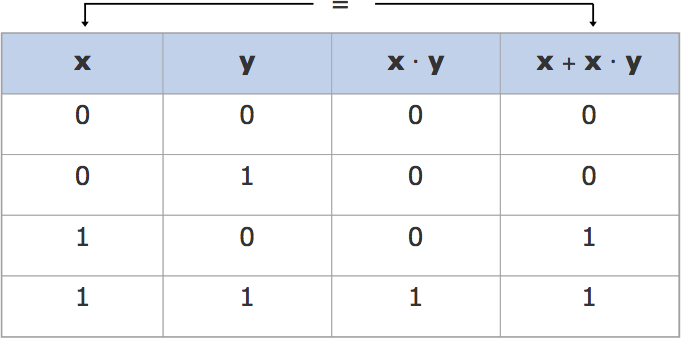 =
x y x · y x + x · y
0 0 0 0
0 1 0 0
1 0 0 1
1 1 1 1